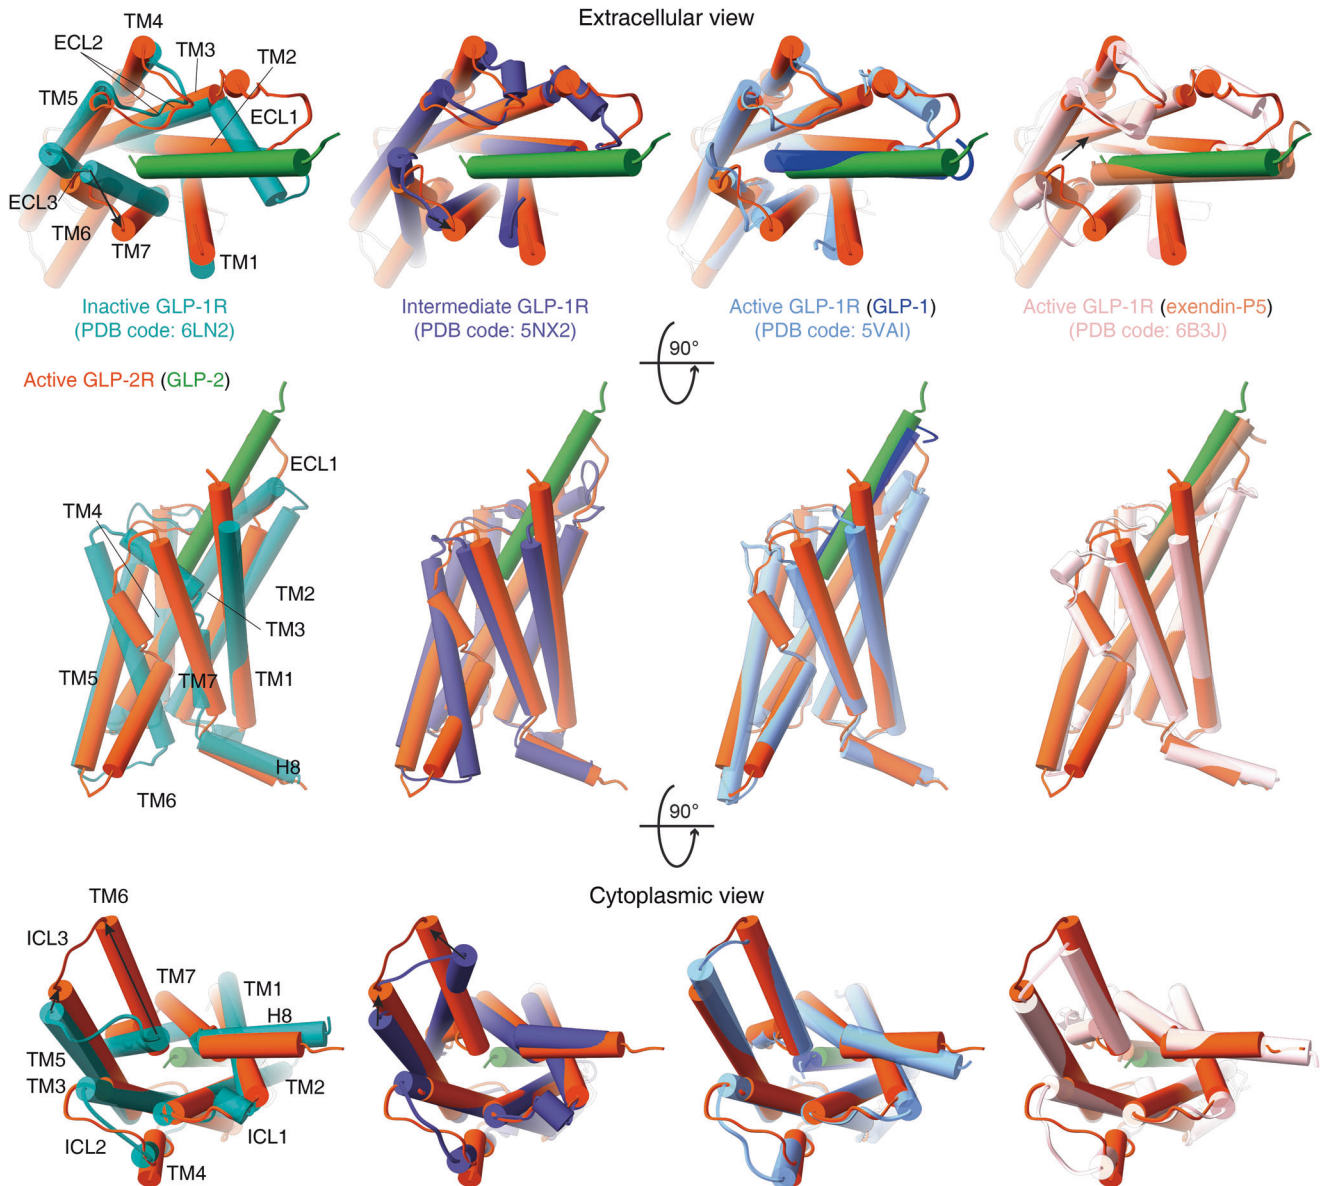 Extracellular view
TM4
ECL2
TM3
TM2
TM5
ECL1
ECL3
TM6
TM7
TM1
Inactive GLP-1R
(PDB code: 6LN2)
Intermediate GLP-1R
(PDB code: 5NX2)
Active GLP-1R (GLP-1)
(PDB code: 5VAI)
Active GLP-1R (exendin-P5)
(PDB code: 6B3J)
90°
Active GLP-2R (GLP-2)
ECL1
TM4
TM2
TM3
TM5
TM7
TM1
H8
TM6
90°
Cytoplasmic view
TM6
ICL3
TM7
TM1
H8
TM5
TM3
TM2
ICL2
ICL1
TM4